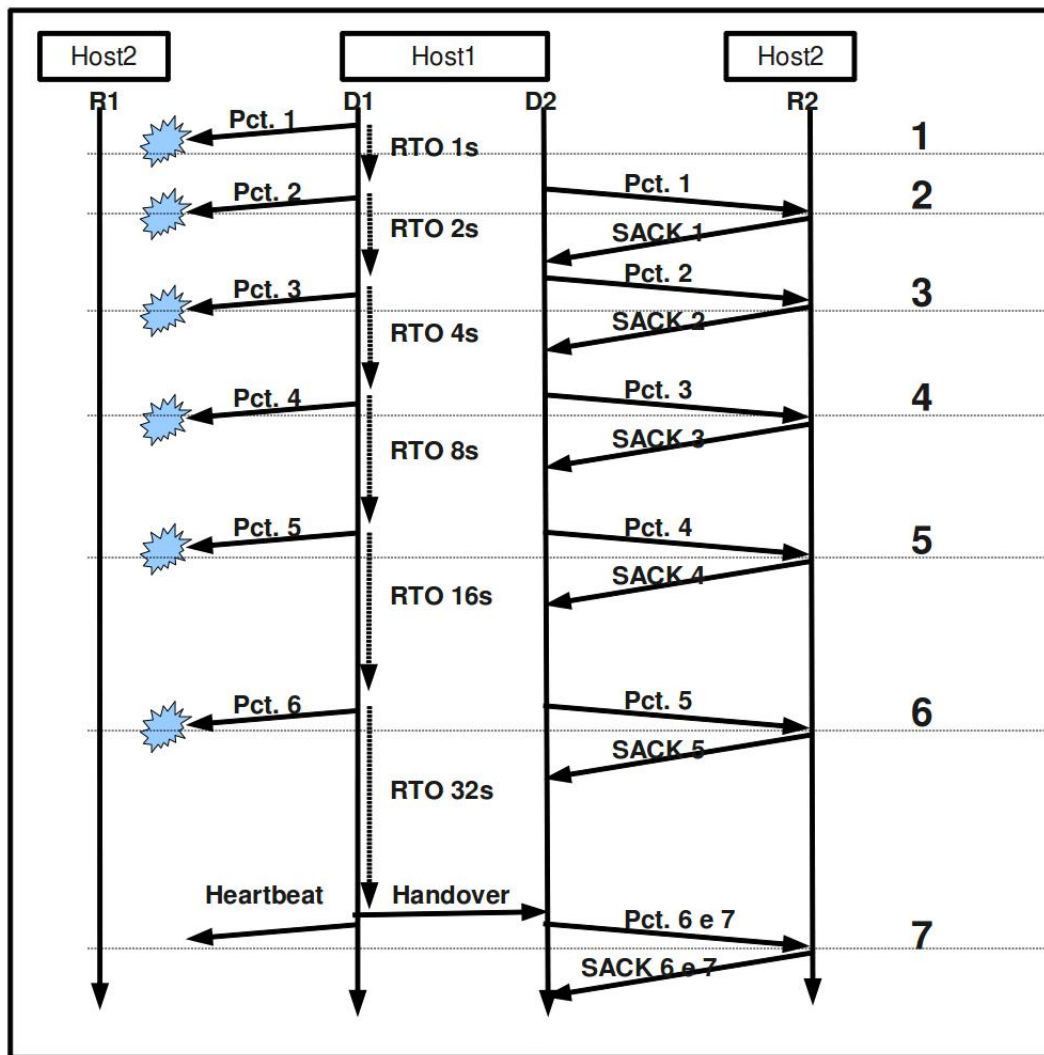 Host2 Host1 Host2
R1 D1 D2 R2
Pct. 1
RTO 1s
1
Pct. 2
Pct. 1
2
RTO 2s
SACK 1
Pct. 3
Pct. 2
3
RTO 4s
SACK 2
Pct. 4
Pct. 3
4
RTO 8s
SACK 3
Pct. 5
Pct. 4
5
RTO 16s
SACK 4
Pct. 6
Pct. 5
6
RTO 32s
SACK 5
Heartbeat
Handover
Pct. 6 e 7
7
SACK 6 e 7